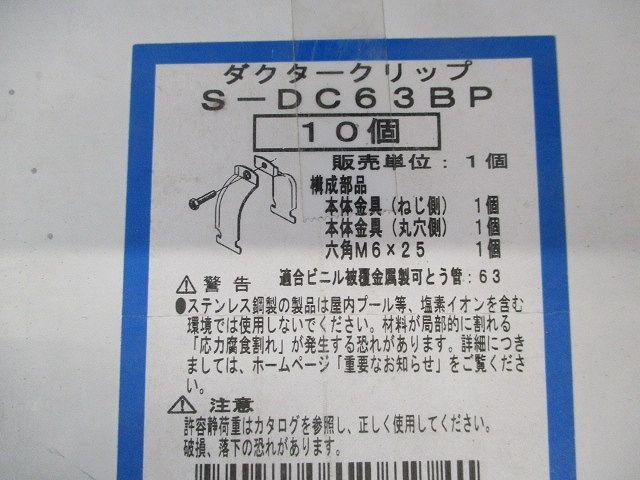 ダクタークリップ
S-DC63BP
10個
販売単位:1個
構成部品
本体金具(ねじ側) 1個
本体金具(丸穴側) 1個
六角M6×25 1個
適合ビニル被覆金属製可とう管:63
警告
●ステンレス鋼製の製品は屋内プール等、塩素イオンを含む
環境では使用しないでください。材料が局部的に割れる
「応力腐食割れ」が発生する恐れがあります。詳細につき
ましては、ホームページ「重要なお知らせ」をご覧くださ
い。
注意
許容静荷重はカタログを参照し、正しく使用してください。
破損、落下の恐れがあります。